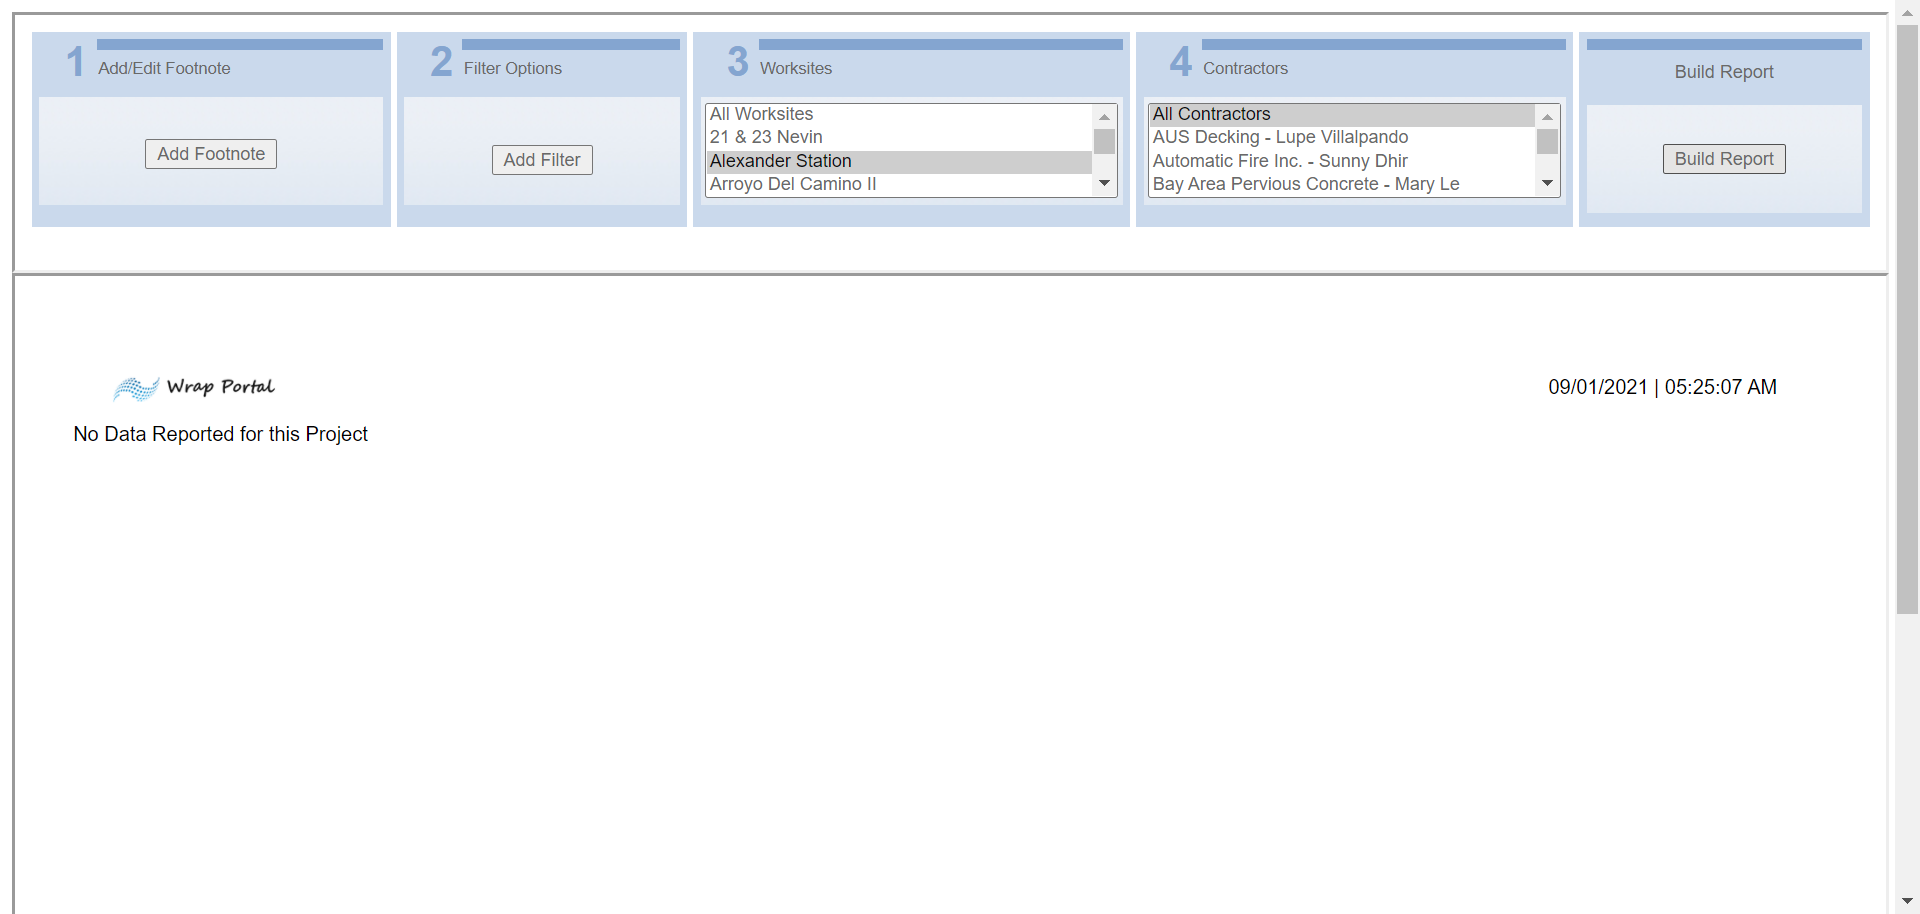 1 Add/Edit Footnote
Add Footnote
2 Filter Options
Add Filter
3 Worksites
All Worksites
21 & 23 Nevin
Alexander Station
Arroyo Del Camino II
4 Contractors
All Contractors
AUS Decking - Lupe Villalpando
Automatic Fire Inc. - Sunny Dhir
Bay Area Pervious Concrete - Mary Le
Build Report
Build Report
Wrap Portal
09/01/2021 | 05:25:07 AM
No Data Reported for this Project